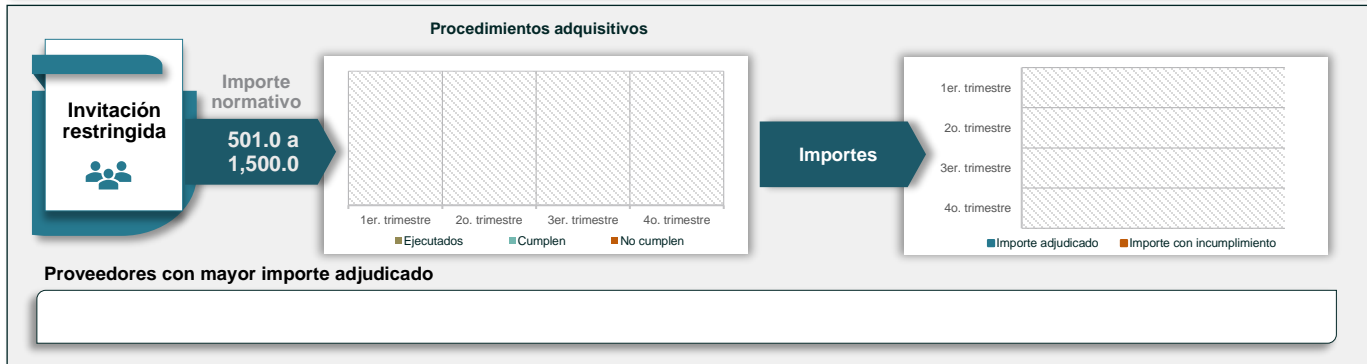 Procedimientos adquisitivos
Invitación
restringida
Importe
normativo
501.0 a
1,500.0
1er. trimestre
2o. trimestre
3er. trimestre
4o. trimestre
Ejecutados
Cumplen
No cumplen
Importes
1er. trimestre
2o. trimestre
3er. trimestre
4o. trimestre
Importe adjudicado
Importe con incumplimiento
Proveedores con mayor importe adjudicado